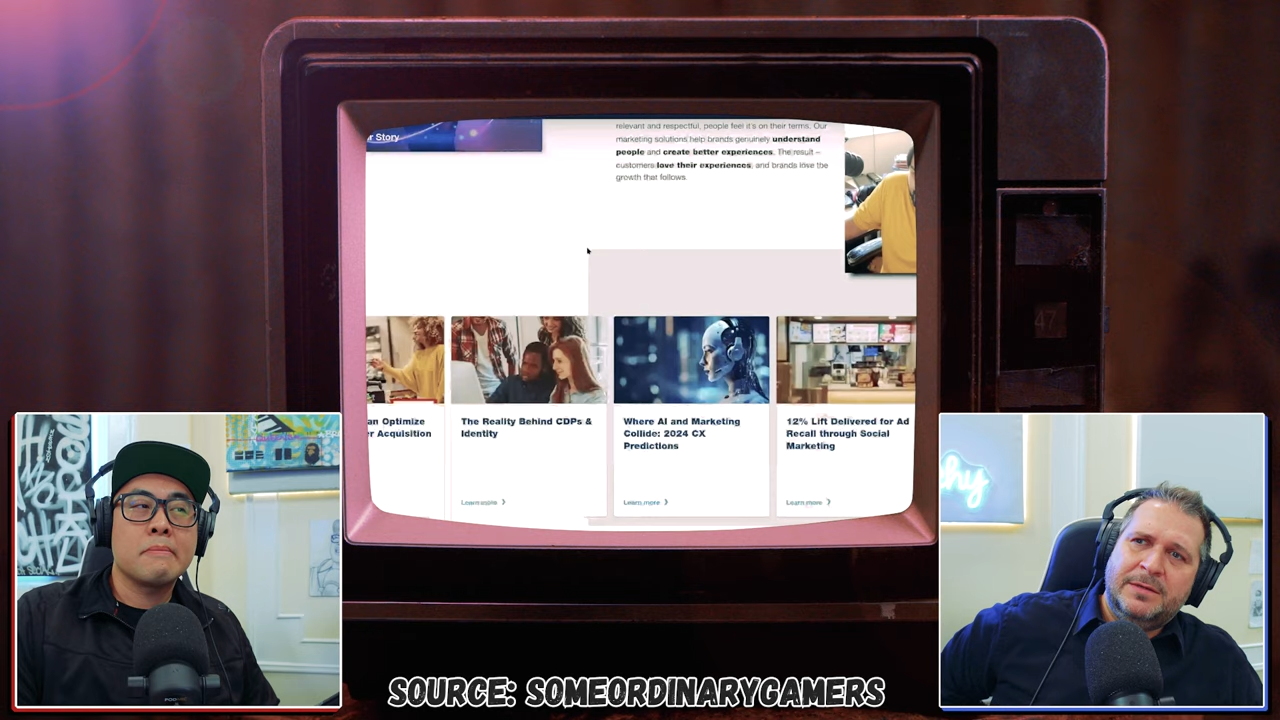 r Story
relevant and respectful, people feel it's on their terms. Our
marketing solutions help brands genuinely understand
people and create better experiences. The result –
customers love their experiences, and brands love the
growth that follows.
an Optimize
r Acquisition
The Reality Behind CDPs &
Identity
Learn more
Where AI and Marketing
Collide: 2024 CX
Predictions
Learn more
12% Lift Delivered for Ad
Recall through Social
Marketing
Learn more
47
hy
SOURCE: SOMEORDINARYGAMERS